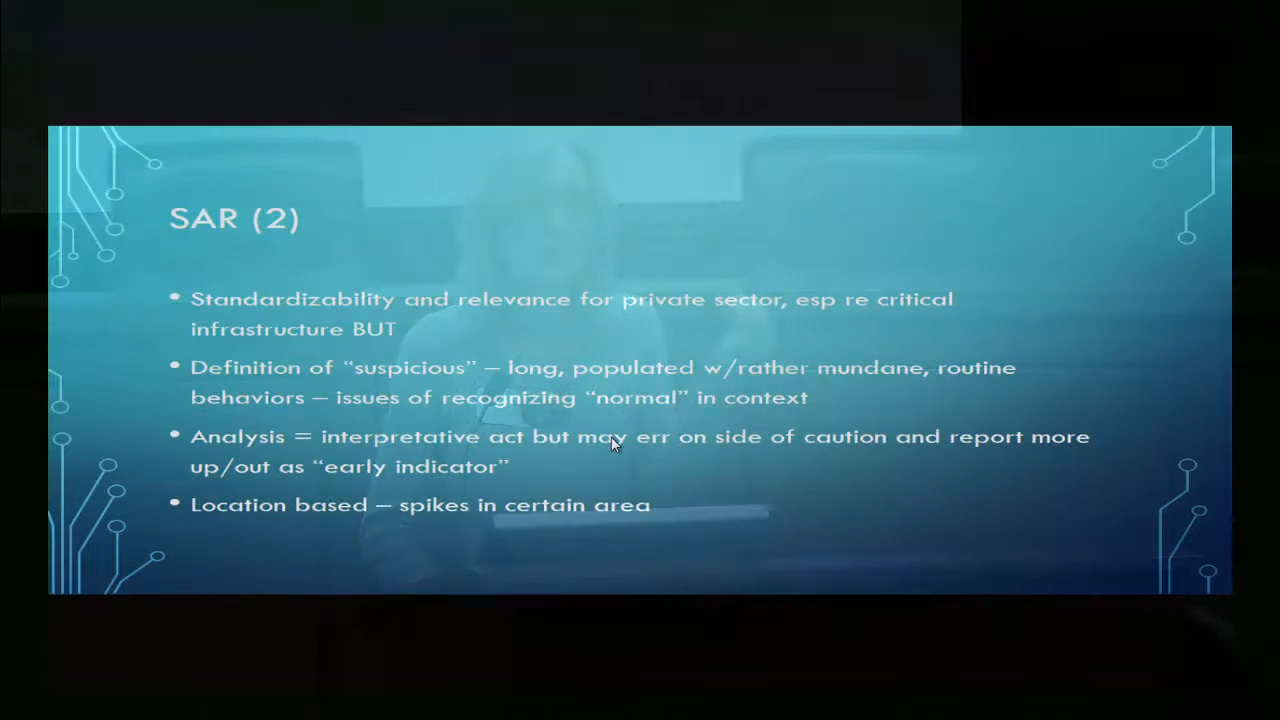 SAR (2)
• Standardizability and relevance for private sector, esp re critical
infrastructure BUT
• Definition of “suspicious” – long, populated w/rather mundane, routine
behaviors – issues of recognizing “normal” in context
• Analysis = interpretative act but may err on side of caution and report more
up/out as “early indicator”
• Location based – spikes in certain area